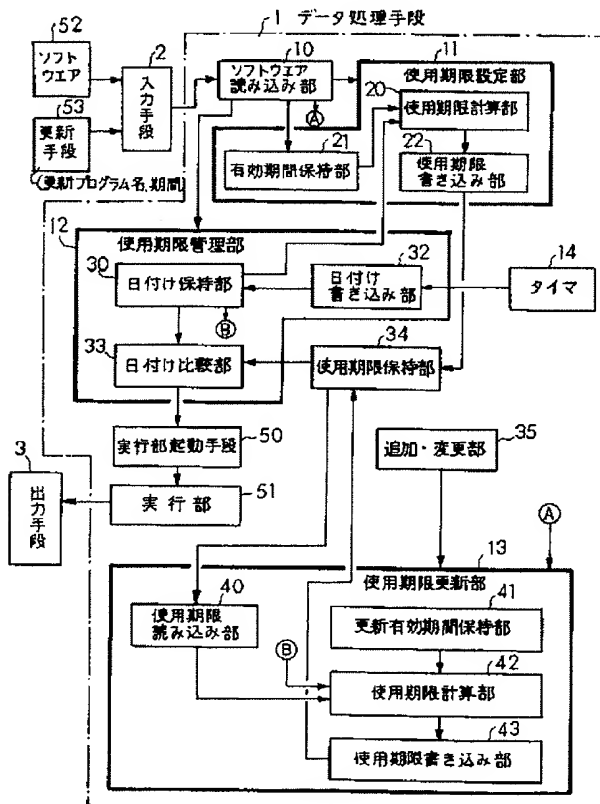 1 データ処理手段
52
ソフト
ウエア
2
入力手段
53
更新
手段
(更新プログラム名、期間)
10
ソフトウェア
読み込み部
Ⓐ
11
使用期限設定部
20
使用期限計算部
21
有効期間保持部
22
使用期限
書き込み部
12
使用期限管理部
30
日付け保持部
Ⓑ
32
日付け
書き込み部
14
タイマ
33
日付け比較部
34
使用期限保持部
50
実行部起動手段
35
追加・変更部
3
出力手段
51
実行部
Ⓐ
13
使用期限更新部
40
使用期限
読み込み部
41
更新有効期間保持部
Ⓑ
42
使用期限計算部
43
使用期限書き込み部